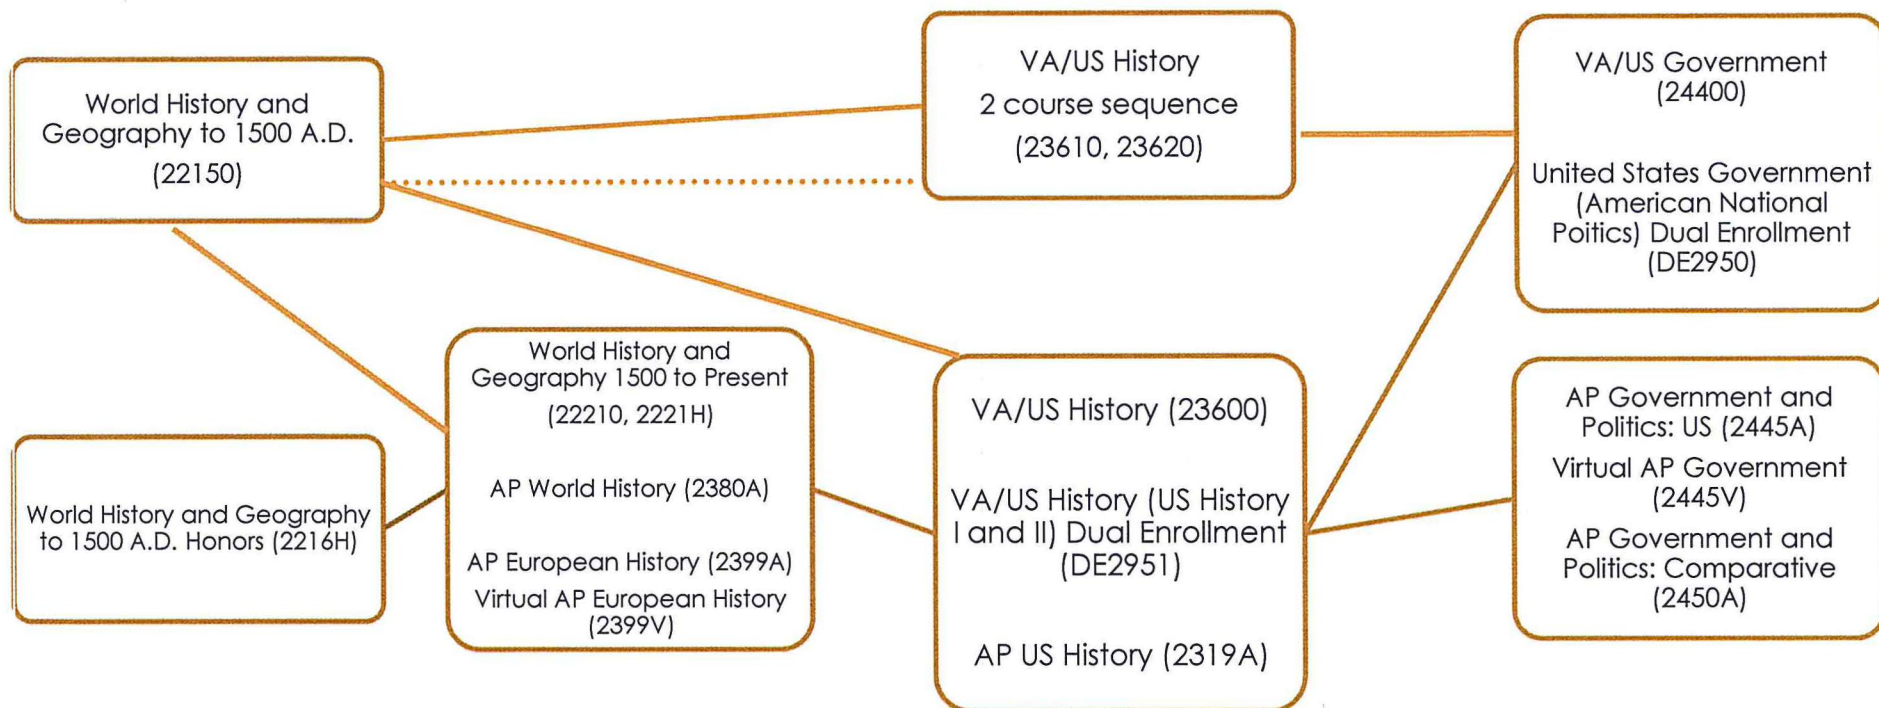 World History and
Geography to 1500 A.D.
(22150)
VA/US History
2 course sequence
(23610, 23620)
VA/US Government
(24400)
United States Government
(American National
Poitics) Dual Enrollment
(DE2950)
World History and Geography
to 1500 A.D. Honors (2216H)
World History and
Geography 1500 to Present
(22210, 2221H)
AP World History (2380A)
AP European History (2399A)
Virtual AP European History
(2399V)
VA/US History (23600)
VA/US History (US History
I and II) Dual Enrollment
(DE2951)
AP US History (2319A)
AP Government and
Politics: US (2445A)
Virtual AP Government
(2445V)
AP Government and
Politics: Comparative
(2450A)